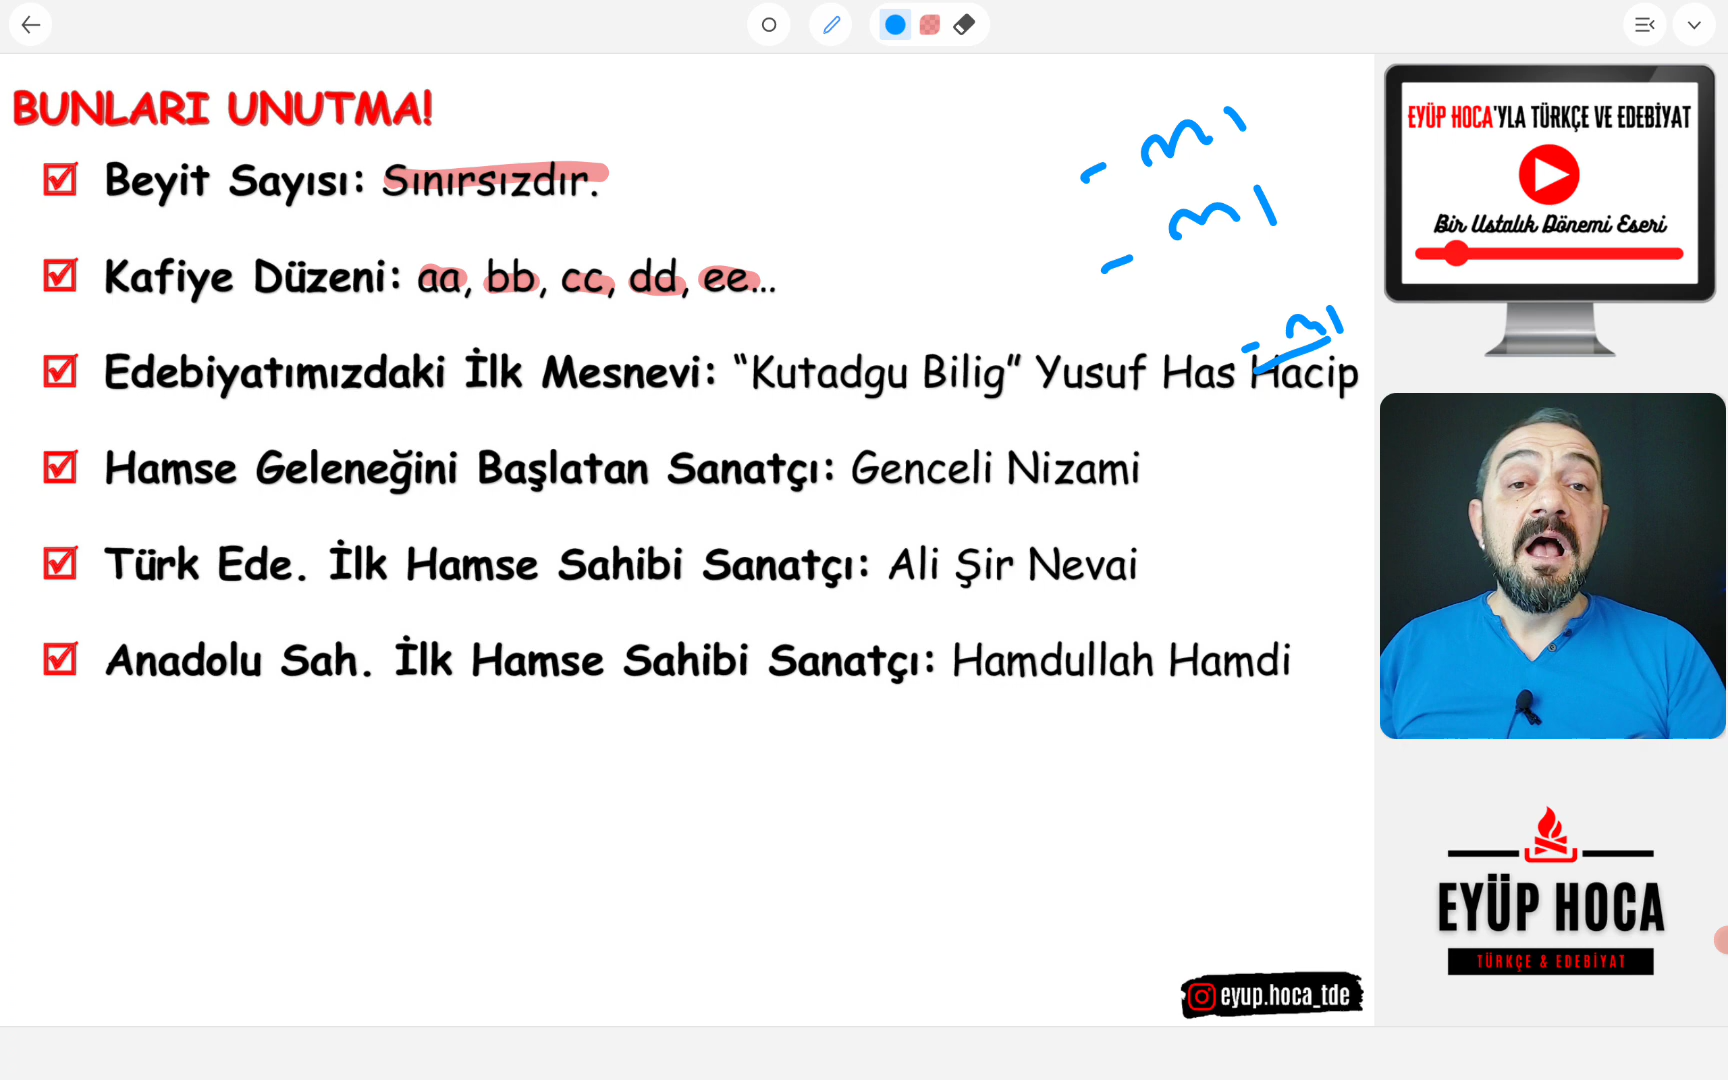 BUNLARI UNUTMA!
Beyit Sayısı: Sınırsızdır.
Kafiye Düzeni: aa, bb, cc, dd, ee...
Edebiyatımızdaki İlk Mesnevi: “Kutadgu Bilig” Yusuf Has Hacip
Hamse Geleneğini Başlatan Sanatçı: Genceli Nizami
Türk Ede. İlk Hamse Sahibi Sanatçı: Ali Şir Nevai
Anadolu Sah. İlk Hamse Sahibi Sanatçı: Hamdullah Hamdi
- mı
- mı
- mı
EYÜP HOCA'YLA TÜRKÇE VE EDEBİYAT
Bir Ustalık Dönemi Eseri
EYÜP HOCA
TÜRKÇE & EDEBİYAT
eyup.hoca_tde